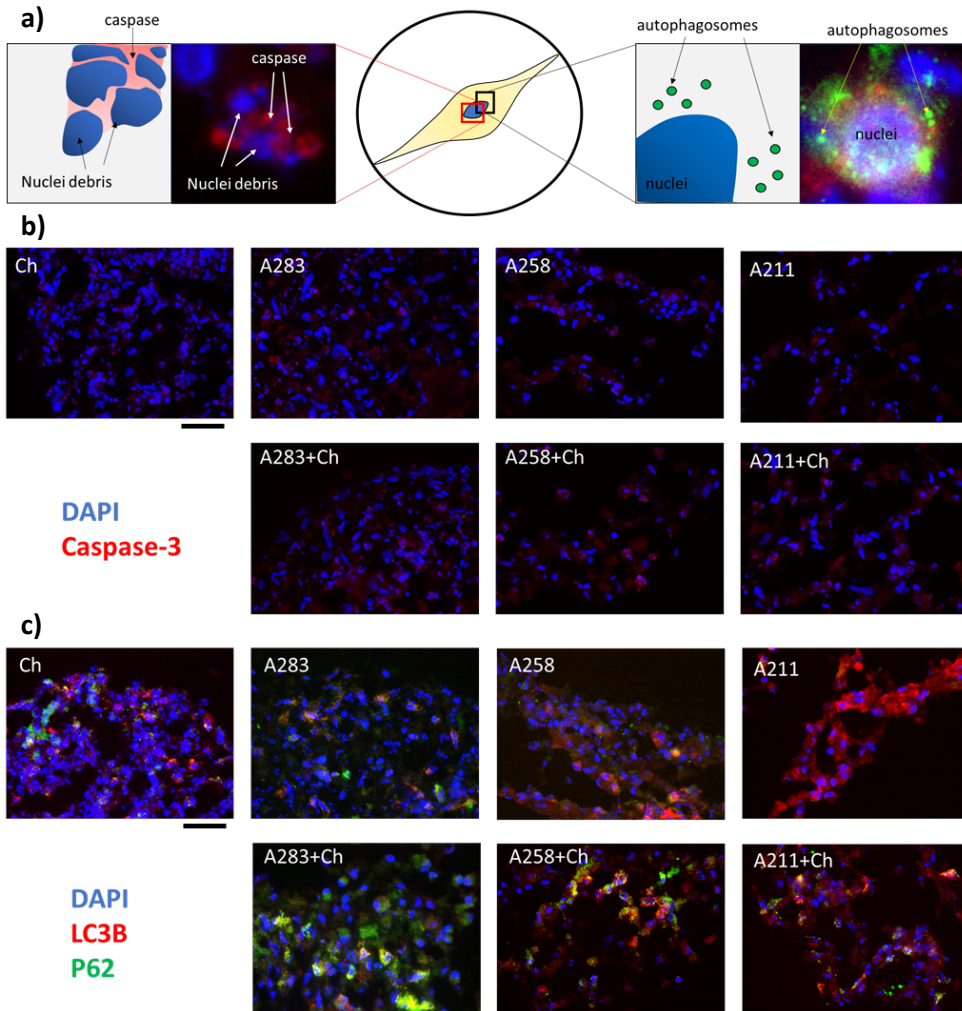 a)
caspase
Nuclei debris
caspase
Nuclei debris
autophagosomes
nuclei
autophagosomes
nuclei
b)
Ch
A283
A258
A211
DAPI
Caspase-3
A283+Ch
A258+Ch
A211+Ch
c)
Ch
A283
A258
A211
DAPI
LC3B
P62
A283+Ch
A258+Ch
A211+Ch